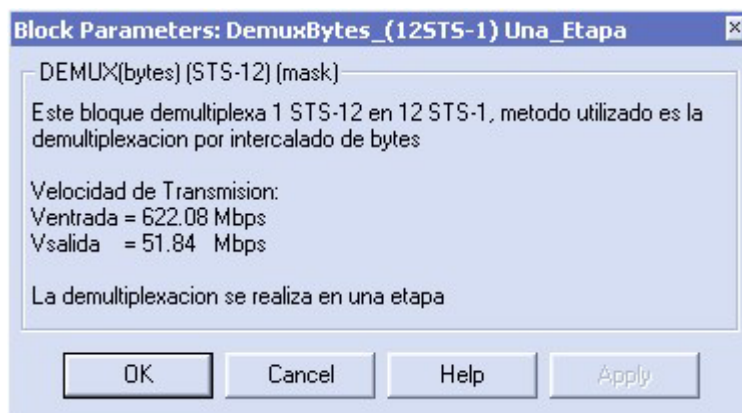 Block Parameters: DemuxBytes_(12STS-1) Una_Etapa
DEMUX(bytes) (STS-12) (mask)
Este bloque demultiplexa 1 STS-12 en 12 STS-1, metodo utilizado es la
demultiplexacion por intercalado de bytes
Velocidad de Transmision:
Ventrada = 622.08 Mbps
Vsalida = 51.84 Mbps
La demultiplexacion se realiza en una etapa
OK Cancel Help Apply